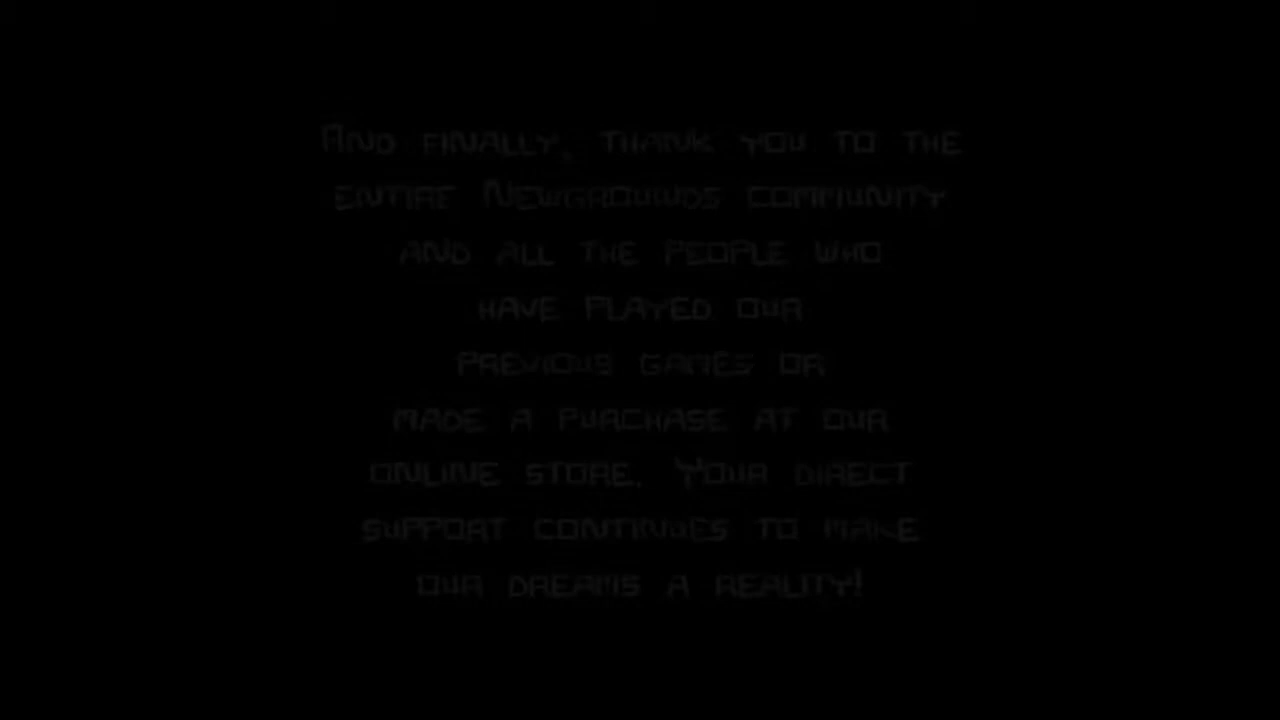 And finally, thank you to the
entire Newgrounds community
and all the people who
have played our
previous games or
made a purchase at our
online store. Your direct
support continues to make
our dreams a reality!